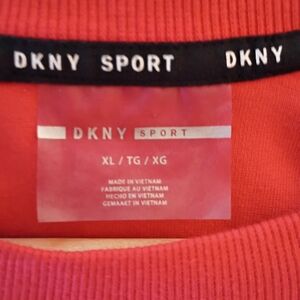 DKNY SPORT DKNY
DKNY SPORT
XL / TG / XG
MADE IN VIETNAM
FABRIQUE AU VIETNAM
HECHO EN VIETNAM
GEMAAKT IN VIETNAM